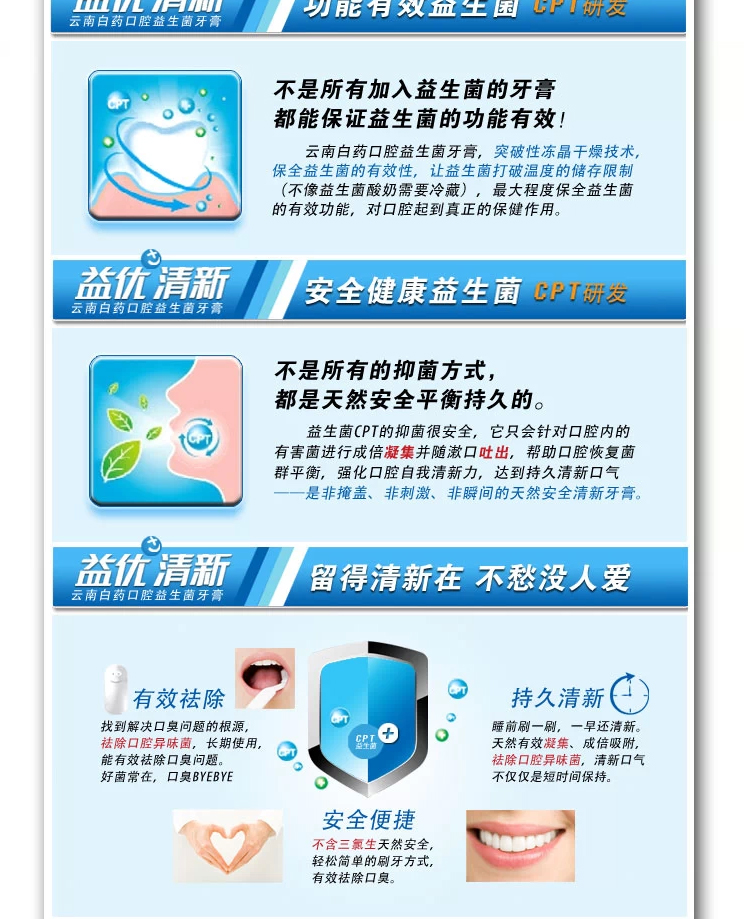 益优 清新
云南白药口腔益生菌牙膏
功能有效益生菌 CPT研发
CPT
不是所有加入益生菌的牙膏
都能保证益生菌的功能有效!
云南白药口腔益生菌牙膏,突破性冻晶干燥技术,
保全益生菌的有效性,让益生菌打破温度的储存限制
(不像益生菌酸奶需要冷藏),最大程度保全益生菌
的有效功能,对口腔起到真正的保健作用。
益优 清新
云南白药口腔益生菌牙膏
安全健康益生菌 CPT研发
CPT
不是所有的抑菌方式,
都是天然安全平衡持久的。
益生菌CPT的抑菌很安全,它只会针对口腔内的
有害菌进行成倍凝集并随漱口吐出,帮助口腔恢复菌
群平衡,强化口腔自我清新力,达到持久清新口气
——是非掩盖、非刺激、非瞬间的天然安全清新牙膏。
益优 清新
云南白药口腔益生菌牙膏
留得清新在 不愁没人爱
有效祛除
找到解决口臭问题的根源,
祛除口腔异味菌,长期使用,
能有效祛除口臭问题。
好菌常在,口臭BYEBYE
CPT
CPT
益生菌
CPT
CPT
持久清新
睡前刷一刷,一早还清新。
天然有效凝集、成倍吸附,
祛除口腔异味菌,清新口气
不仅仅是短时间保持。
安全便捷
不含三氯生天然安全,
轻松简单的刷牙方式,
有效祛除口臭。